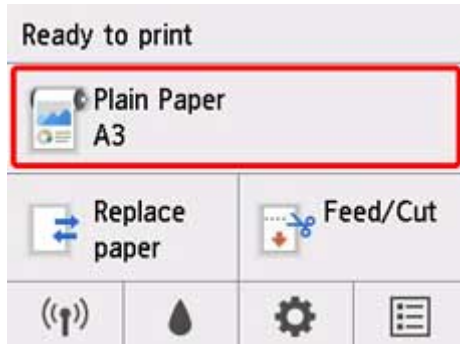 Ready to print
Plain Paper
A3
Replace
paper
Feed/Cut